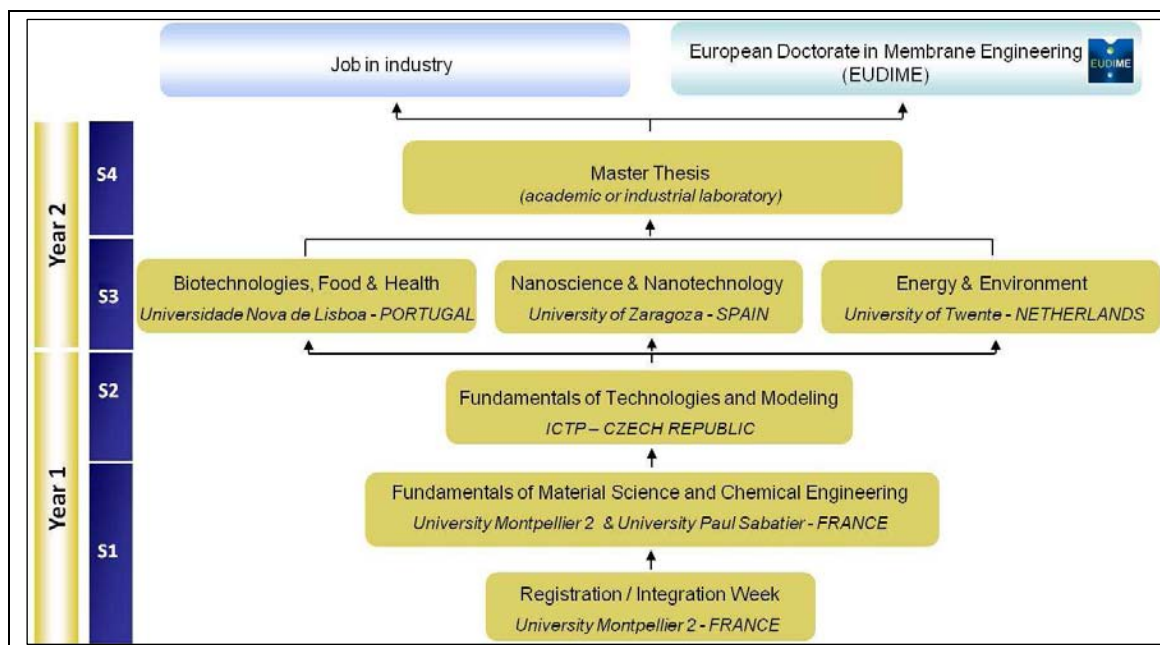 Job in industry
European Doctorate in Membrane Engineering
(EUDIME)
EUDIME
Year 2
S4
Master Thesis
(academic or industrial laboratory)
S3
Biotechnologies, Food & Health
Universidade Nova de Lisboa - PORTUGAL
Nanoscience & Nanotechnology
University of Zaragoza - SPAIN
Energy & Environment
University of Twente - NETHERLANDS
Year 1
S2
Fundamentals of Technologies and Modeling
ICTP – CZECH REPUBLIC
S1
Fundamentals of Material Science and Chemical Engineering
University Montpellier 2 & University Paul Sabatier - FRANCE
Registration / Integration Week
University Montpellier 2 - FRANCE